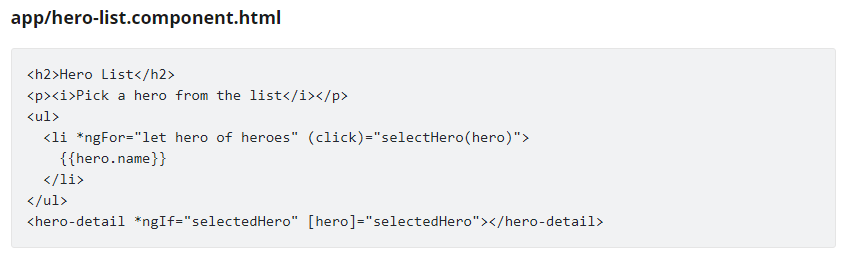 app/hero-list.component.html
<h2>Hero List</h2>
<p><i>Pick a hero from the list</i></p>
<ul>
  <li *ngFor="let hero of heroes" (click)="selectHero(hero)">
    {{hero.name}}
  </li>
</ul>
<hero-detail *ngIf="selectedHero" [hero]="selectedHero"></hero-detail>